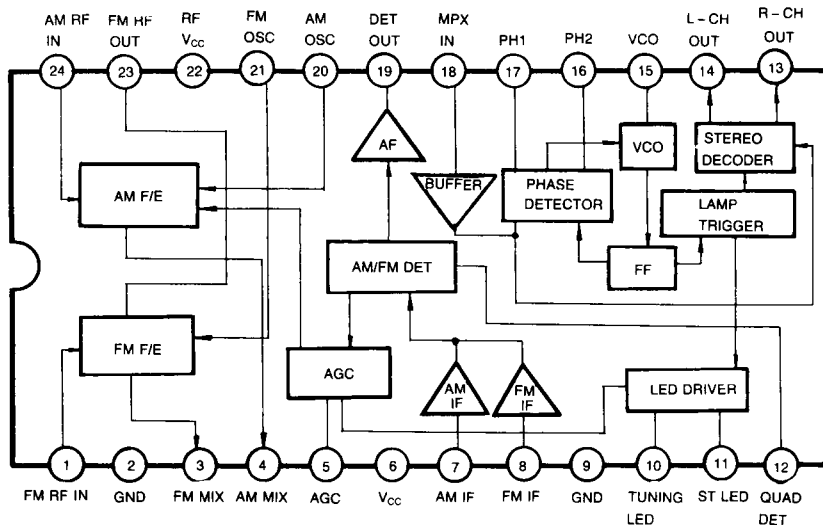 AM RF IN
FM RF OUT
RF VCC
FM OSC
AM OSC
DET OUT
MPX IN
PH1
PH2
VCO
L-CH OUT
R-CH OUT
24
23
22
21
20
19
18
17
16
15
14
13
AF
BUFFER
VCO
STEREO DECODER
AM F/E
PHASE DETECTOR
LAMP TRIGGER
AM/FM DET
FF
FM F/E
AGC
AM IF
FM IF
LED DRIVER
1
2
3
4
5
6
7
8
9
10
11
12
FM RF IN
GND
FM MIX
AM MIX
AGC
VCC
AM IF
FM IF
GND
TUNING LED
ST LED
QUAD DET